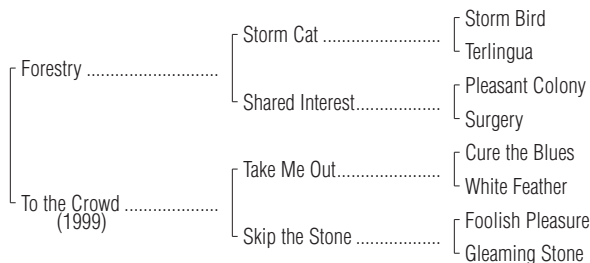 Storm Bird
Storm Cat ........................
Terlingua
Forestry ...........................
Pleasant Colony
Shared Interest.................
Surgery
Cure the Blues
Take Me Out.....................
White Feather
To the Crowd ...................
(1999)
Foolish Pleasure
Skip the Stone .................
Gleaming Stone